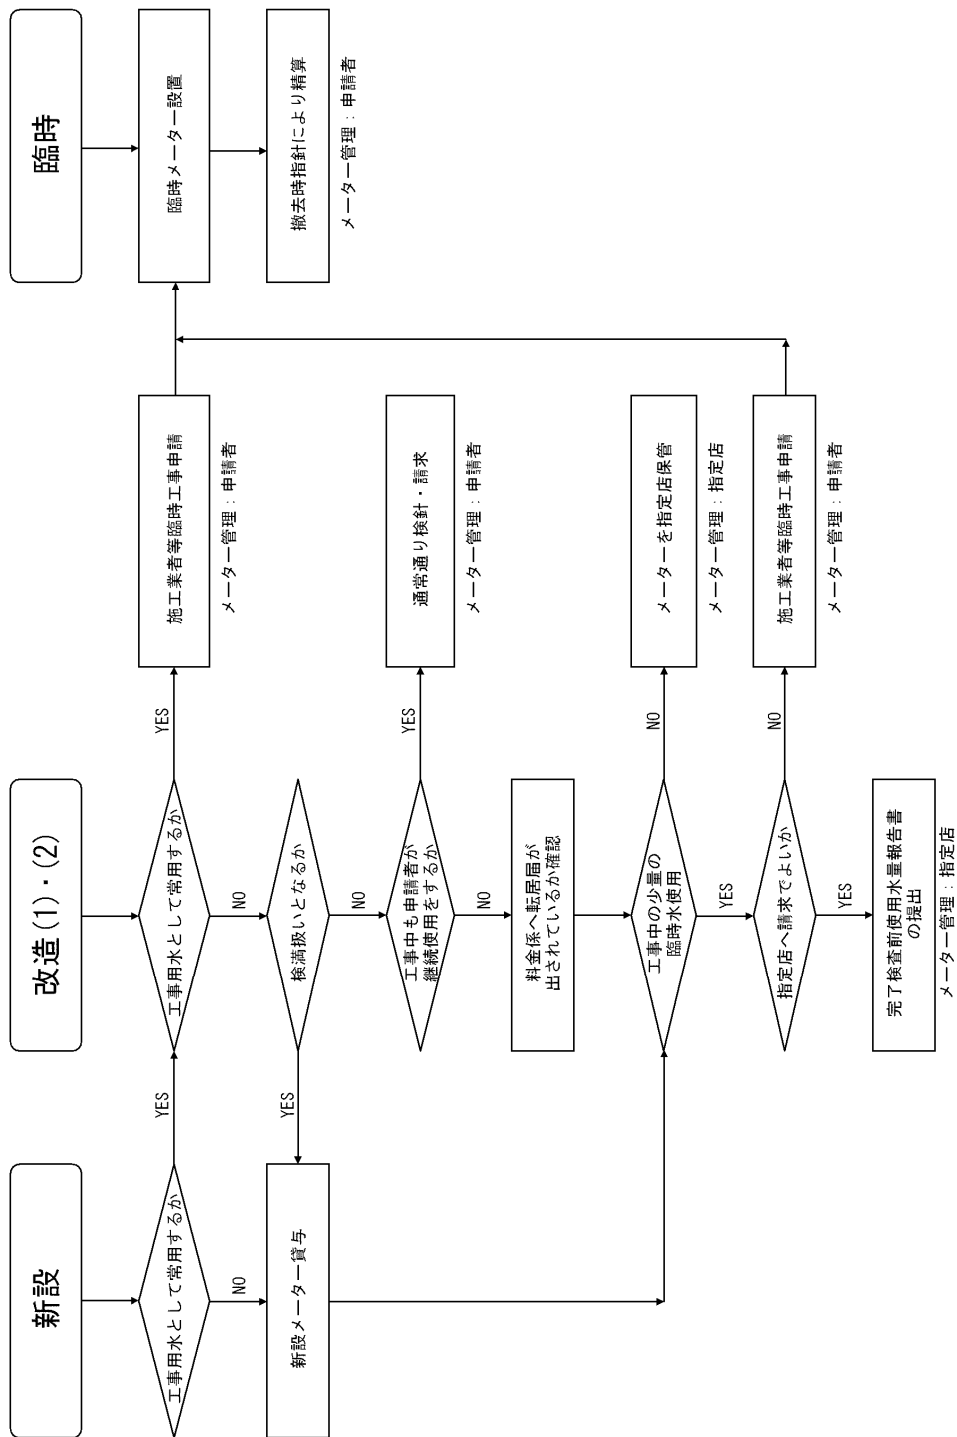 新設
工事用水として常用するか
YES
NO
新設メーター貸与
改造(1)・(2)
工事用水として常用するか
YES
NO
検満扱いとなるか
YES
NO
工事中も申請者が
継続使用をするか
YES
NO
料金係へ転居届が
出されているか確認
工事中の少量の
臨時水使用
NO
YES
指定店へ請求でよいか
NO
YES
完了検査前使用水量報告書
の提出
メーター管理：指定店
施工業者等臨時工事申請
メーター管理：申請者
通常通り検針・請求
メーター管理：申請者
メーターを指定店保管
メーター管理：指定店
施工業者等臨時工事申請
メーター管理：申請者
臨時
臨時メーター設置
撤去時指針により精算
メーター管理：申請者